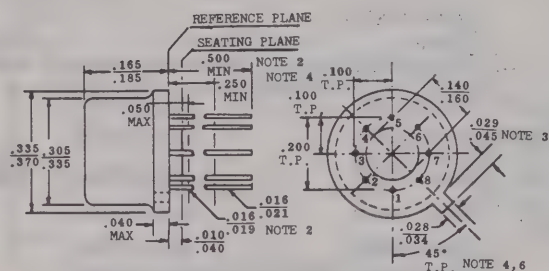 REFERENCE PLANE
SEATING PLANE
.165
.185
.500
MIN
NOTE 2
NOTE 4
.250
MIN
.050
MAX
.335
.370
.305
.335
.040
MAX
.016
.019
NOTE 2
.010
.040
.016
.021
.100
T.P.
.100
T.P.
.200
T.P.
.140
.160
.029
.045
NOTE 3
.028
.034
45°
T.P.
NOTE 4,6
1
2
3
4
5
6
7
8